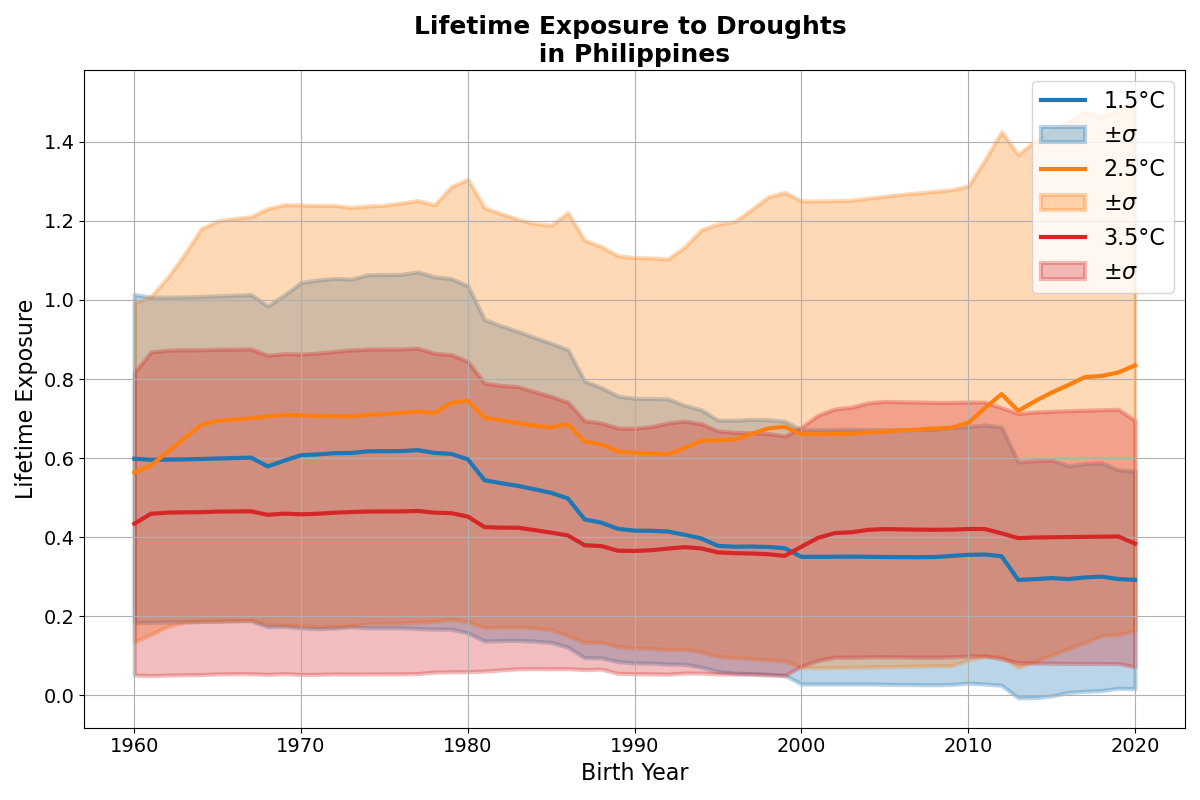 Lifetime Exposure to Droughts
in Philippines
1.5°C
±σ
2.5°C
±σ
3.5°C
±σ
Lifetime Exposure
1.4
1.2
1.0
0.8
0.6
0.4
0.2
0.0
1960 1970 1980 1990 2000 2010 2020
Birth Year